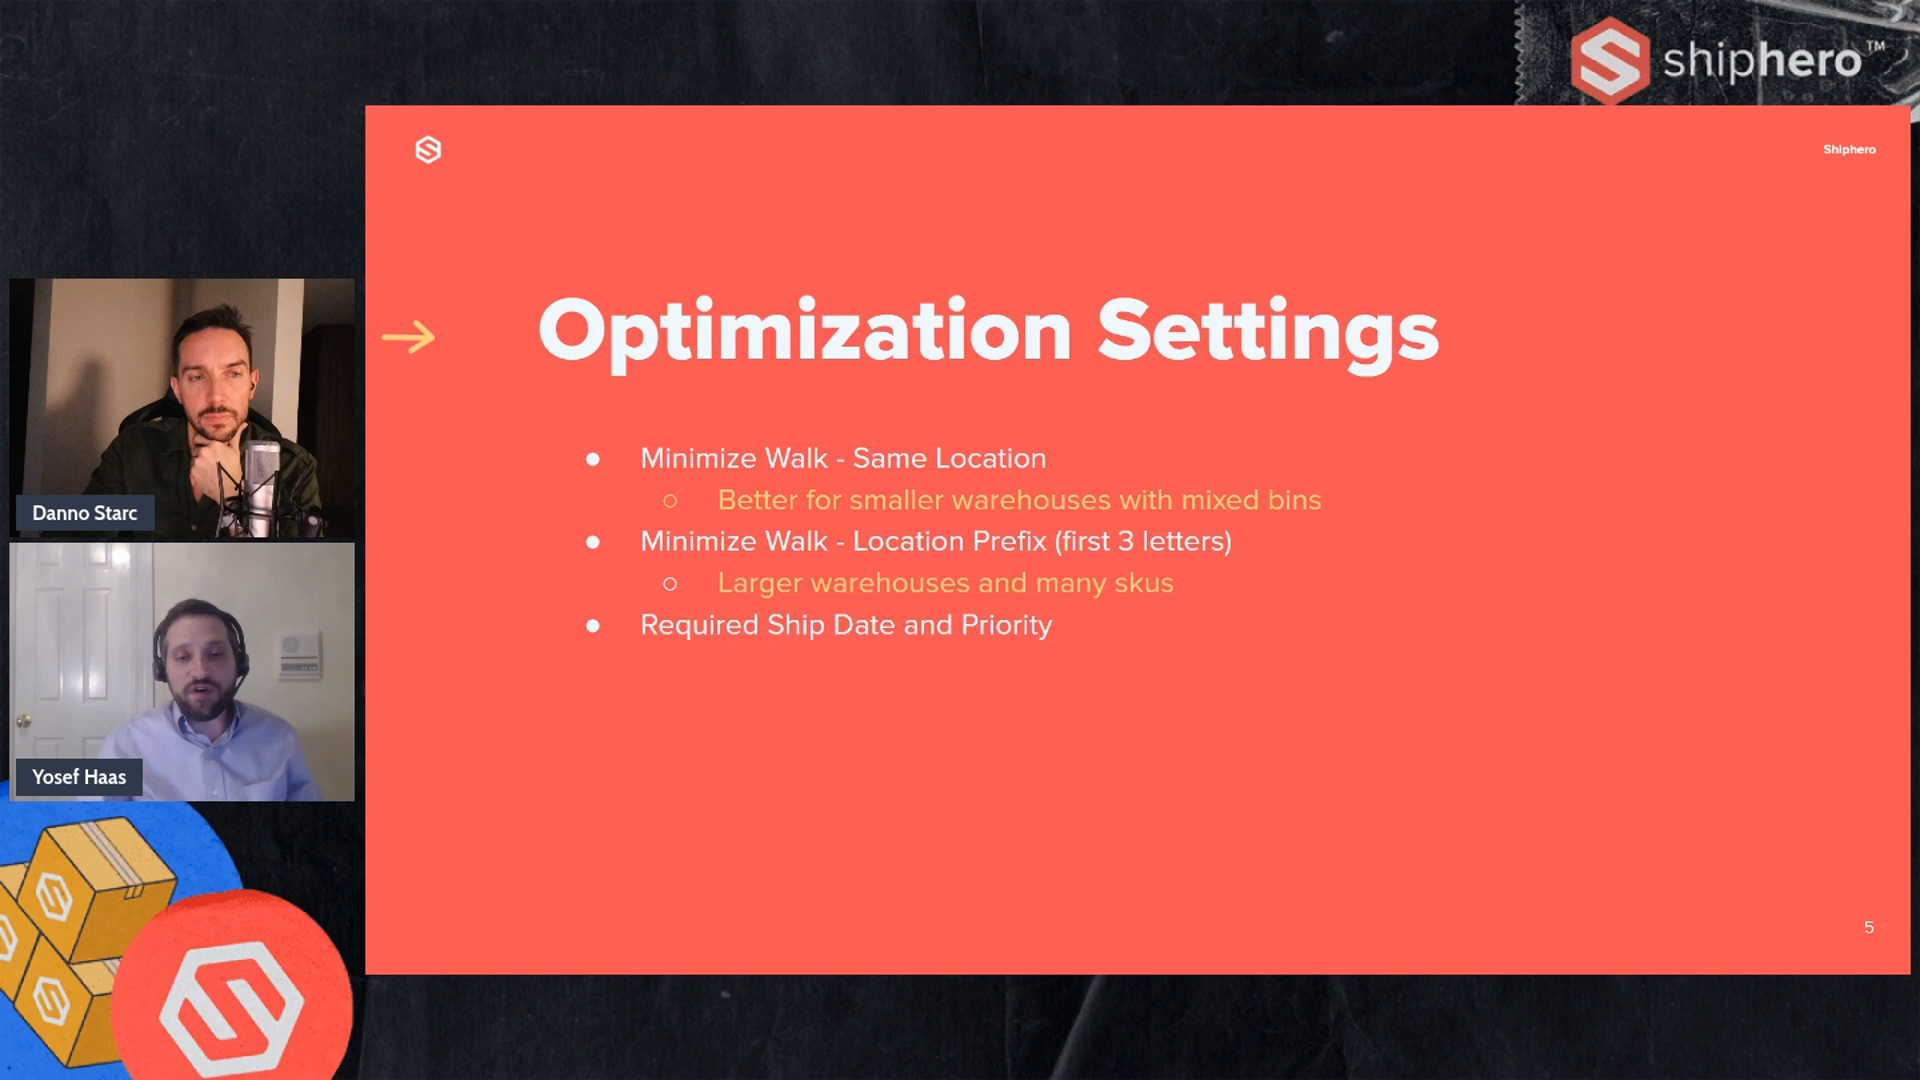 shiphero™
Shiphero
Optimization Settings
● Minimize Walk - Same Location
○ Better for smaller warehouses with mixed bins
● Minimize Walk - Location Prefix (first 3 letters)
○ Larger warehouses and many skus
● Required Ship Date and Priority
5
Danno Starc
Yosef Haas